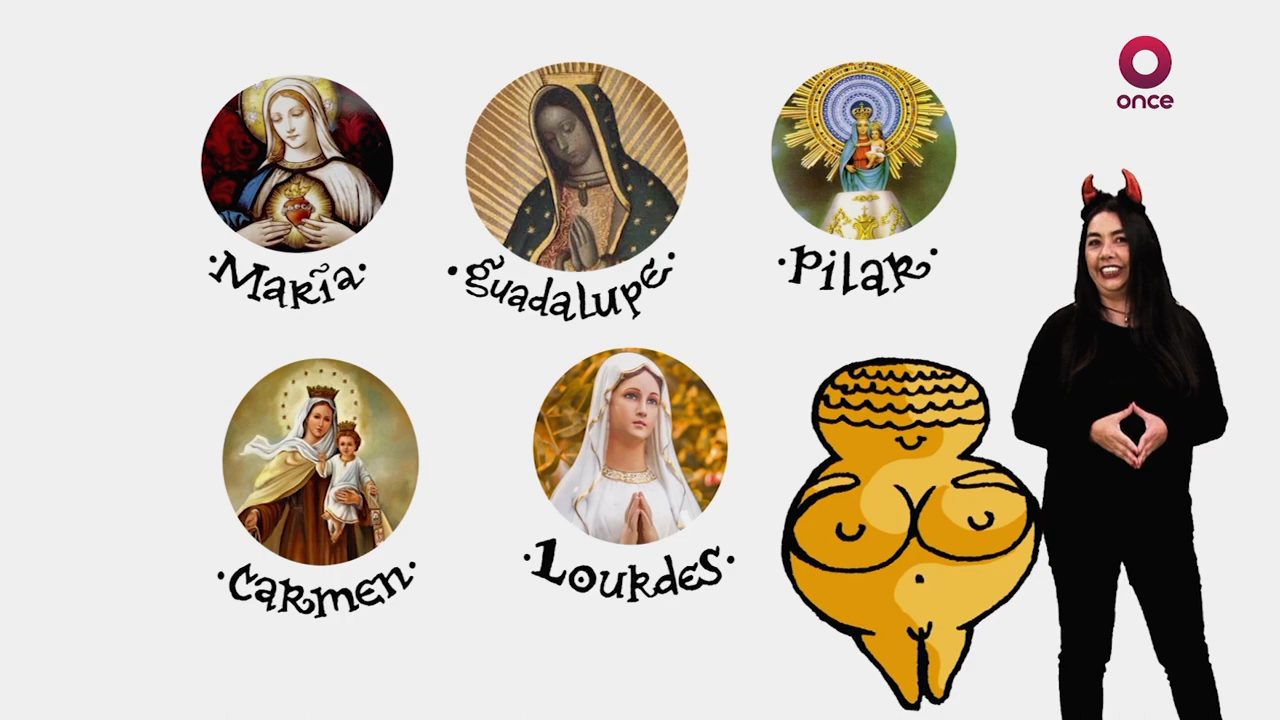 once
·María·
·guadalupe·
·Pilar·
·Carmen·
·Lourdes·